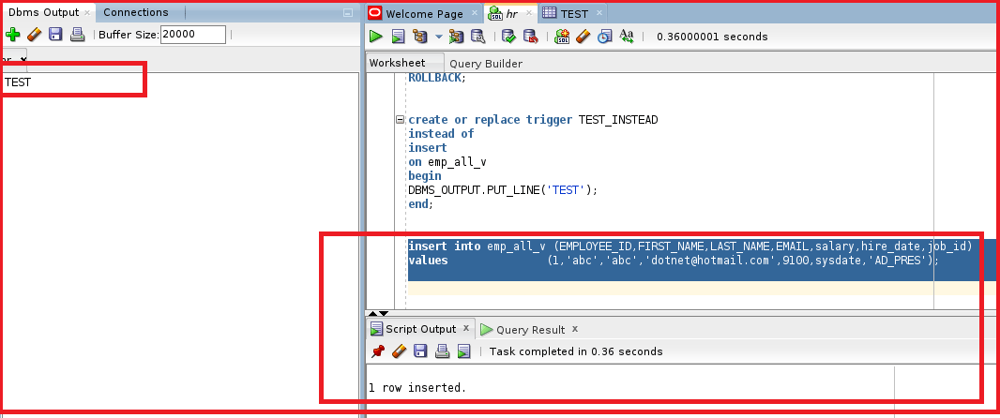 Dbms Output
Connections
Buffer Size: 20000
TEST
Welcome Page
hr
TEST
0.36000001 seconds
Worksheet
Query Builder
ROLLBACK;
create or replace trigger TEST_INSTEAD
instead of
insert
on emp_all_v
begin
DBMS_OUTPUT.PUT_LINE('TEST');
end;
insert into emp_all_v (EMPLOYEE_ID,FIRST_NAME,LAST_NAME,EMAIL,salary,hire_date,job_id)
values (1,'abc','abc','dotnet@hotmail.com',9100,sysdate,'AD_PRES');
Script Output
Query Result
Task completed in 0.36 seconds
1 row inserted.